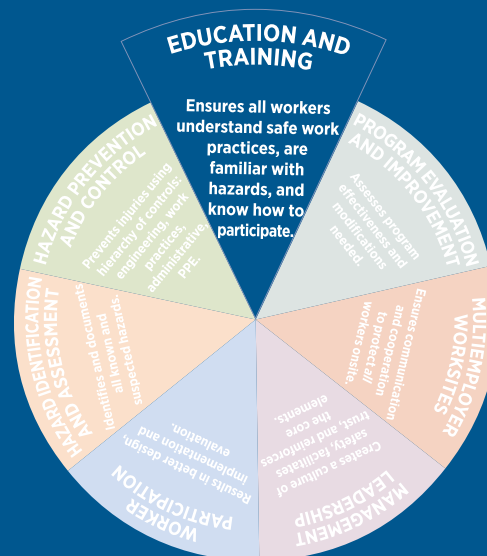 EDUCATION AND
TRAINING
Ensures all workers
understand safe work
practices, are
familiar with
hazards, and
know how to
participate.
PROGRAM EVALUATION
AND IMPROVEMENT
Assesses program
effectiveness and
modifications
needed.
MULTIEMPLOYER
WORKSITES
Ensures communication
and cooperation
to protect all
workers onsite.
MANAGEMENT
LEADERSHIP
Creates a culture of
safety, facilitates
trust, and reinforces
the core
elements.
WORKER
PARTICIPATION
Results in better design,
implementation and
evaluation.
HAZARD IDENTIFICATION
AND ASSESSMENT
Identifies and documents
all known and
suspected hazards.
HAZARD PREVENTION
AND CONTROL
Prevents injuries using
hierarchy of controls:
engineering, work
practices,
administrative,
PPE.